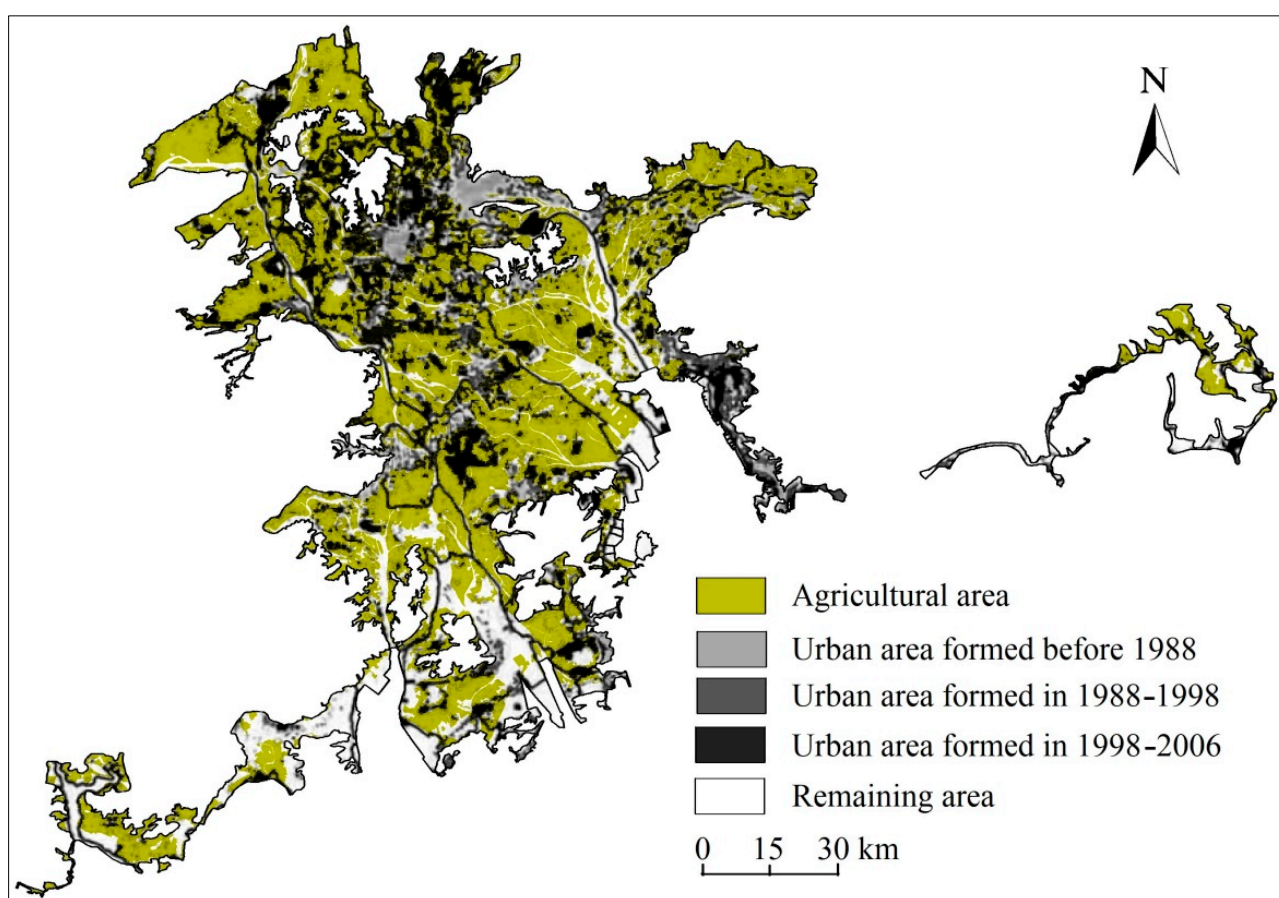 N
Agricultural area
Urban area formed before 1988
Urban area formed in 1988-1998
Urban area formed in 1998-2006
Remaining area
0 15 30 km